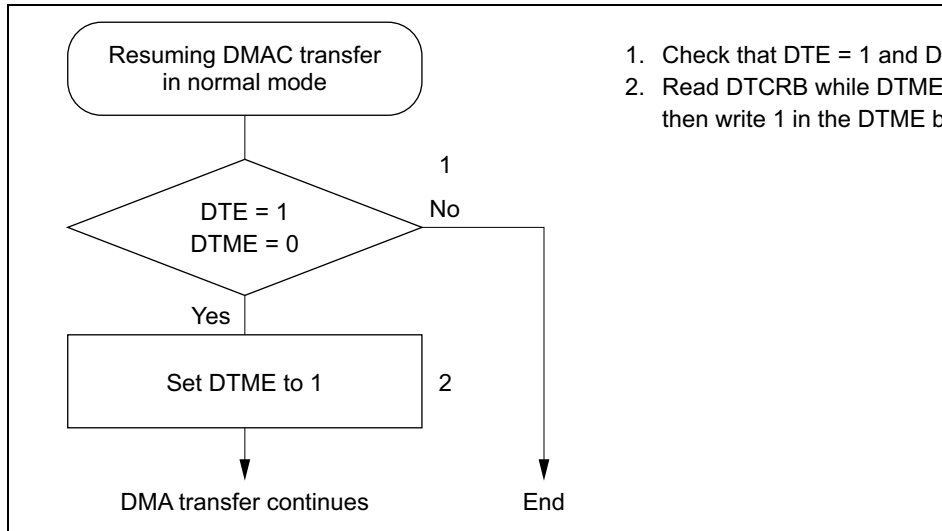 Resuming DMAC transfer
in normal mode
1. Check that DTE = 1 and
2. Read DTCRB while DTME
then write 1 in the DTME
1
DTE = 1
DTME = 0
No
Yes
Set DTME to 1
2
DMA transfer continues
End